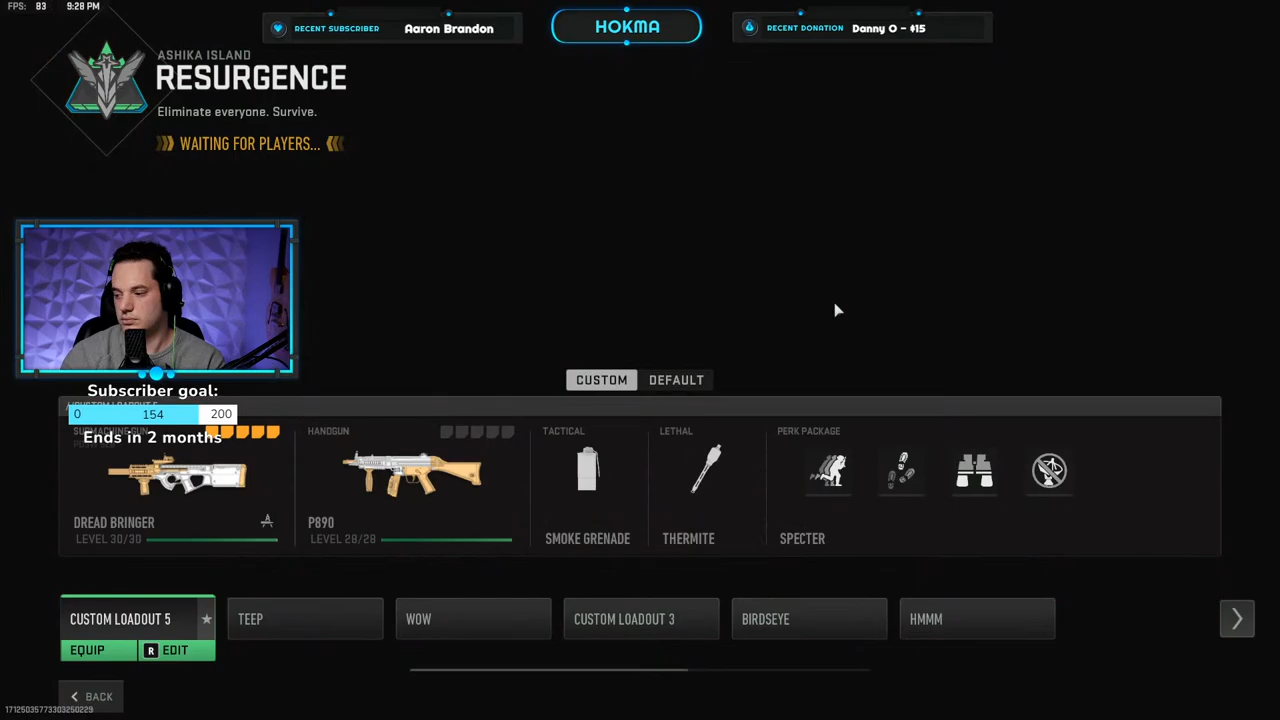 FPS: 83 9:28 PM
RECENT SUBSCRIBER Aaron Brandon
HOKMA
RECENT DONATION Danny O - $15
ASHIKA ISLAND
RESURGENCE
Eliminate everyone. Survive.
WAITING FOR PLAYERS...
CUSTOM DEFAULT
Subscriber goal:
0 154 200
Ends in 2 months
HANDGUN
TACTICAL
LETHAL
PERK PACKAGE
DREAD BRINGER
LEVEL 30/30
P890
LEVEL 28/28
SMOKE GRENADE
THERMITE
SPECTER
CUSTOM LOADOUT 5
TEEP
WOW
CUSTOM LOADOUT 3
BIRDSEYE
HMMM
EQUIP
R EDIT
BACK
17125035773303250229